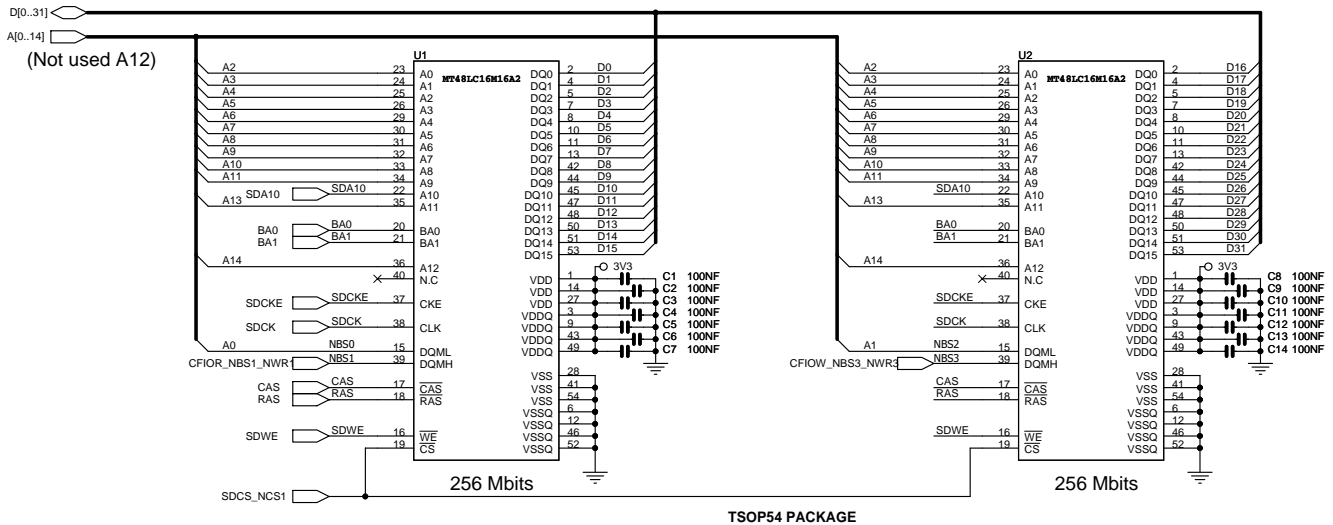 D[0..31]
A[0..14]
(Not used A12)
U1
MT48LC16M16A2
A2 23 A0 DQ0 2 D0
A3 24 A1 DQ1 4 D1
A4 25 A2 DQ2 5 D2
A5 26 A3 DQ3 7 D3
A6 29 A4 DQ4 8 D4
A7 30 A5 DQ5 10 D5
A8 31 A6 DQ6 11 D6
A9 32 A7 DQ7 13 D7
A10 33 A8 DQ8 42 D8
A11 34 A9 DQ9 44 D9
SDA10 SDA10 22 A10 DQ10 45 D10
A13 35 A11 DQ11 47 D11
DQ12 48 D12
BA0 BA0 20 BA0 DQ13 50 D13
BA1 BA1 21 BA1 DQ14 51 D14
DQ15 53 D15
A14 36 A12
40 N.C
3V3
VDD 1 C1 100NF
VDD 14 C2 100NF
SDCKE SDCKE 37 CKE VDD 27 C3 100NF
VDDQ 3 C4 100NF
SDCK SDCK 38 CLK VDDQ 9 C5 100NF
VDDQ 43 C6 100NF
A0 NBS0 15 DQML VDDQ 49 C7 100NF
CFIOR_NBS1_NWR1 NBS1 39 DQMH
VSS 28
CAS CAS 17 CAS VSS 41
RAS RAS 18 RAS VSS 54
VSSQ 6
VSSQ 12
SDWE SDWE 16 WE VSSQ 46
19 CS VSSQ 52
256 Mbits
SDCS_NCS1
U2
MT48LC16M16A2
A2 23 A0 DQ0 2 D16
A3 24 A1 DQ1 4 D17
A4 25 A2 DQ2 5 D18
A5 26 A3 DQ3 7 D19
A6 29 A4 DQ4 8 D20
A7 30 A5 DQ5 10 D21
A8 31 A6 DQ6 11 D22
A9 32 A7 DQ7 13 D23
A10 33 A8 DQ8 42 D24
A11 34 A9 DQ9 44 D25
SDA10 22 A10 DQ10 45 D26
A13 35 A11 DQ11 47 D27
DQ12 48 D28
BA0 20 BA0 DQ13 50 D29
BA1 21 BA1 DQ14 51 D30
DQ15 53 D31
A14 36 A12
40 N.C
3V3
VDD 1 C8 100NF
VDD 14 C9 100NF
SDCKE 37 CKE VDD 27 C10 100NF
VDDQ 3 C11 100NF
SDCK 38 CLK VDDQ 9 C12 100NF
VDDQ 43 C13 100NF
A1 NBS2 15 DQML VDDQ 49 C14 100NF
CFIOW_NBS3_NWR3 NBS3 39 DQMH
VSS 28
CAS 17 CAS VSS 41
RAS 18 RAS VSS 54
VSSQ 6
VSSQ 12
SDWE 16 WE VSSQ 46
19 CS VSSQ 52
256 Mbits
TSOP54 PACKAGE